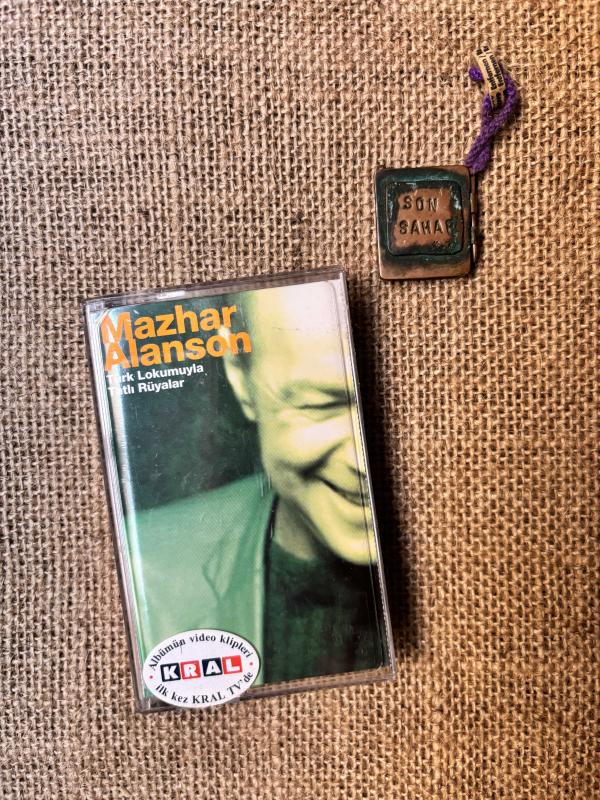 SON
SAHAF
Mazhar
Alanson
Türk Lokumuyla
Tatlı Rüyalar
Albümün video klipleri
KRAL
İlk kez KRAL TV'de